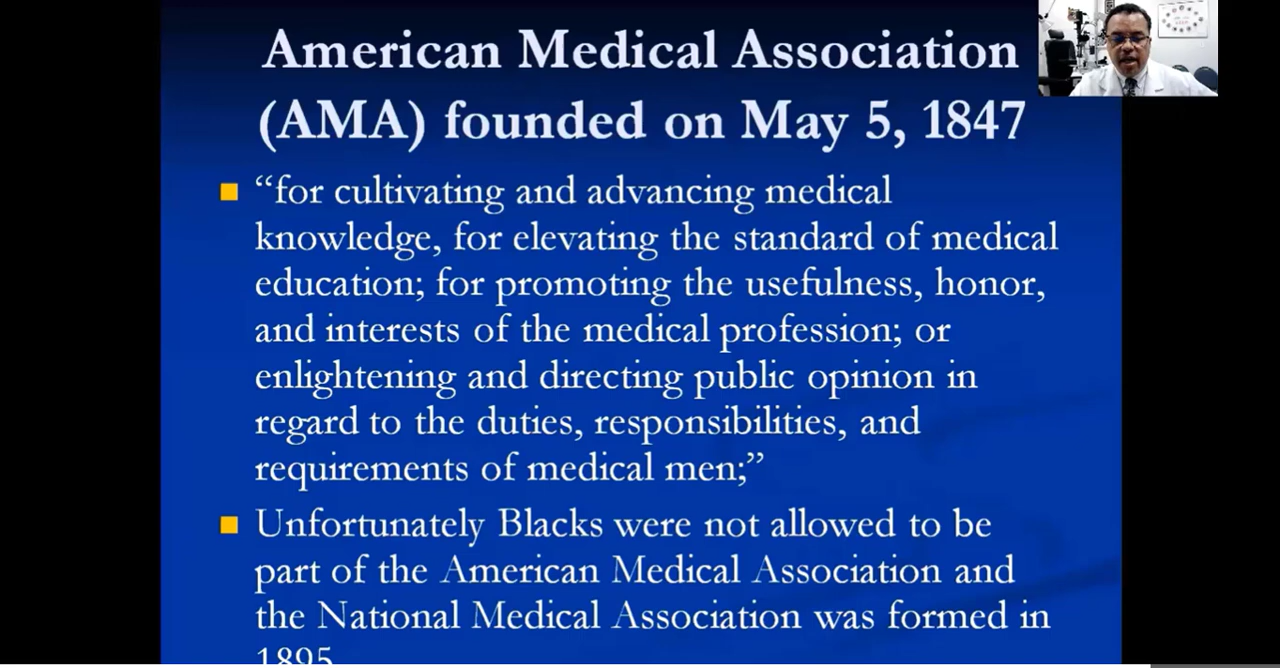 American Medical Association
(AMA) founded on May 5, 1847
“for cultivating and advancing medical
knowledge, for elevating the standard of medical
education; for promoting the usefulness, honor,
and interests of the medical profession; or
enlightening and directing public opinion in
regard to the duties, responsibilities, and
requirements of medical men;”
Unfortunately Blacks were not allowed to be
part of the American Medical Association and
the National Medical Association was formed in
1895